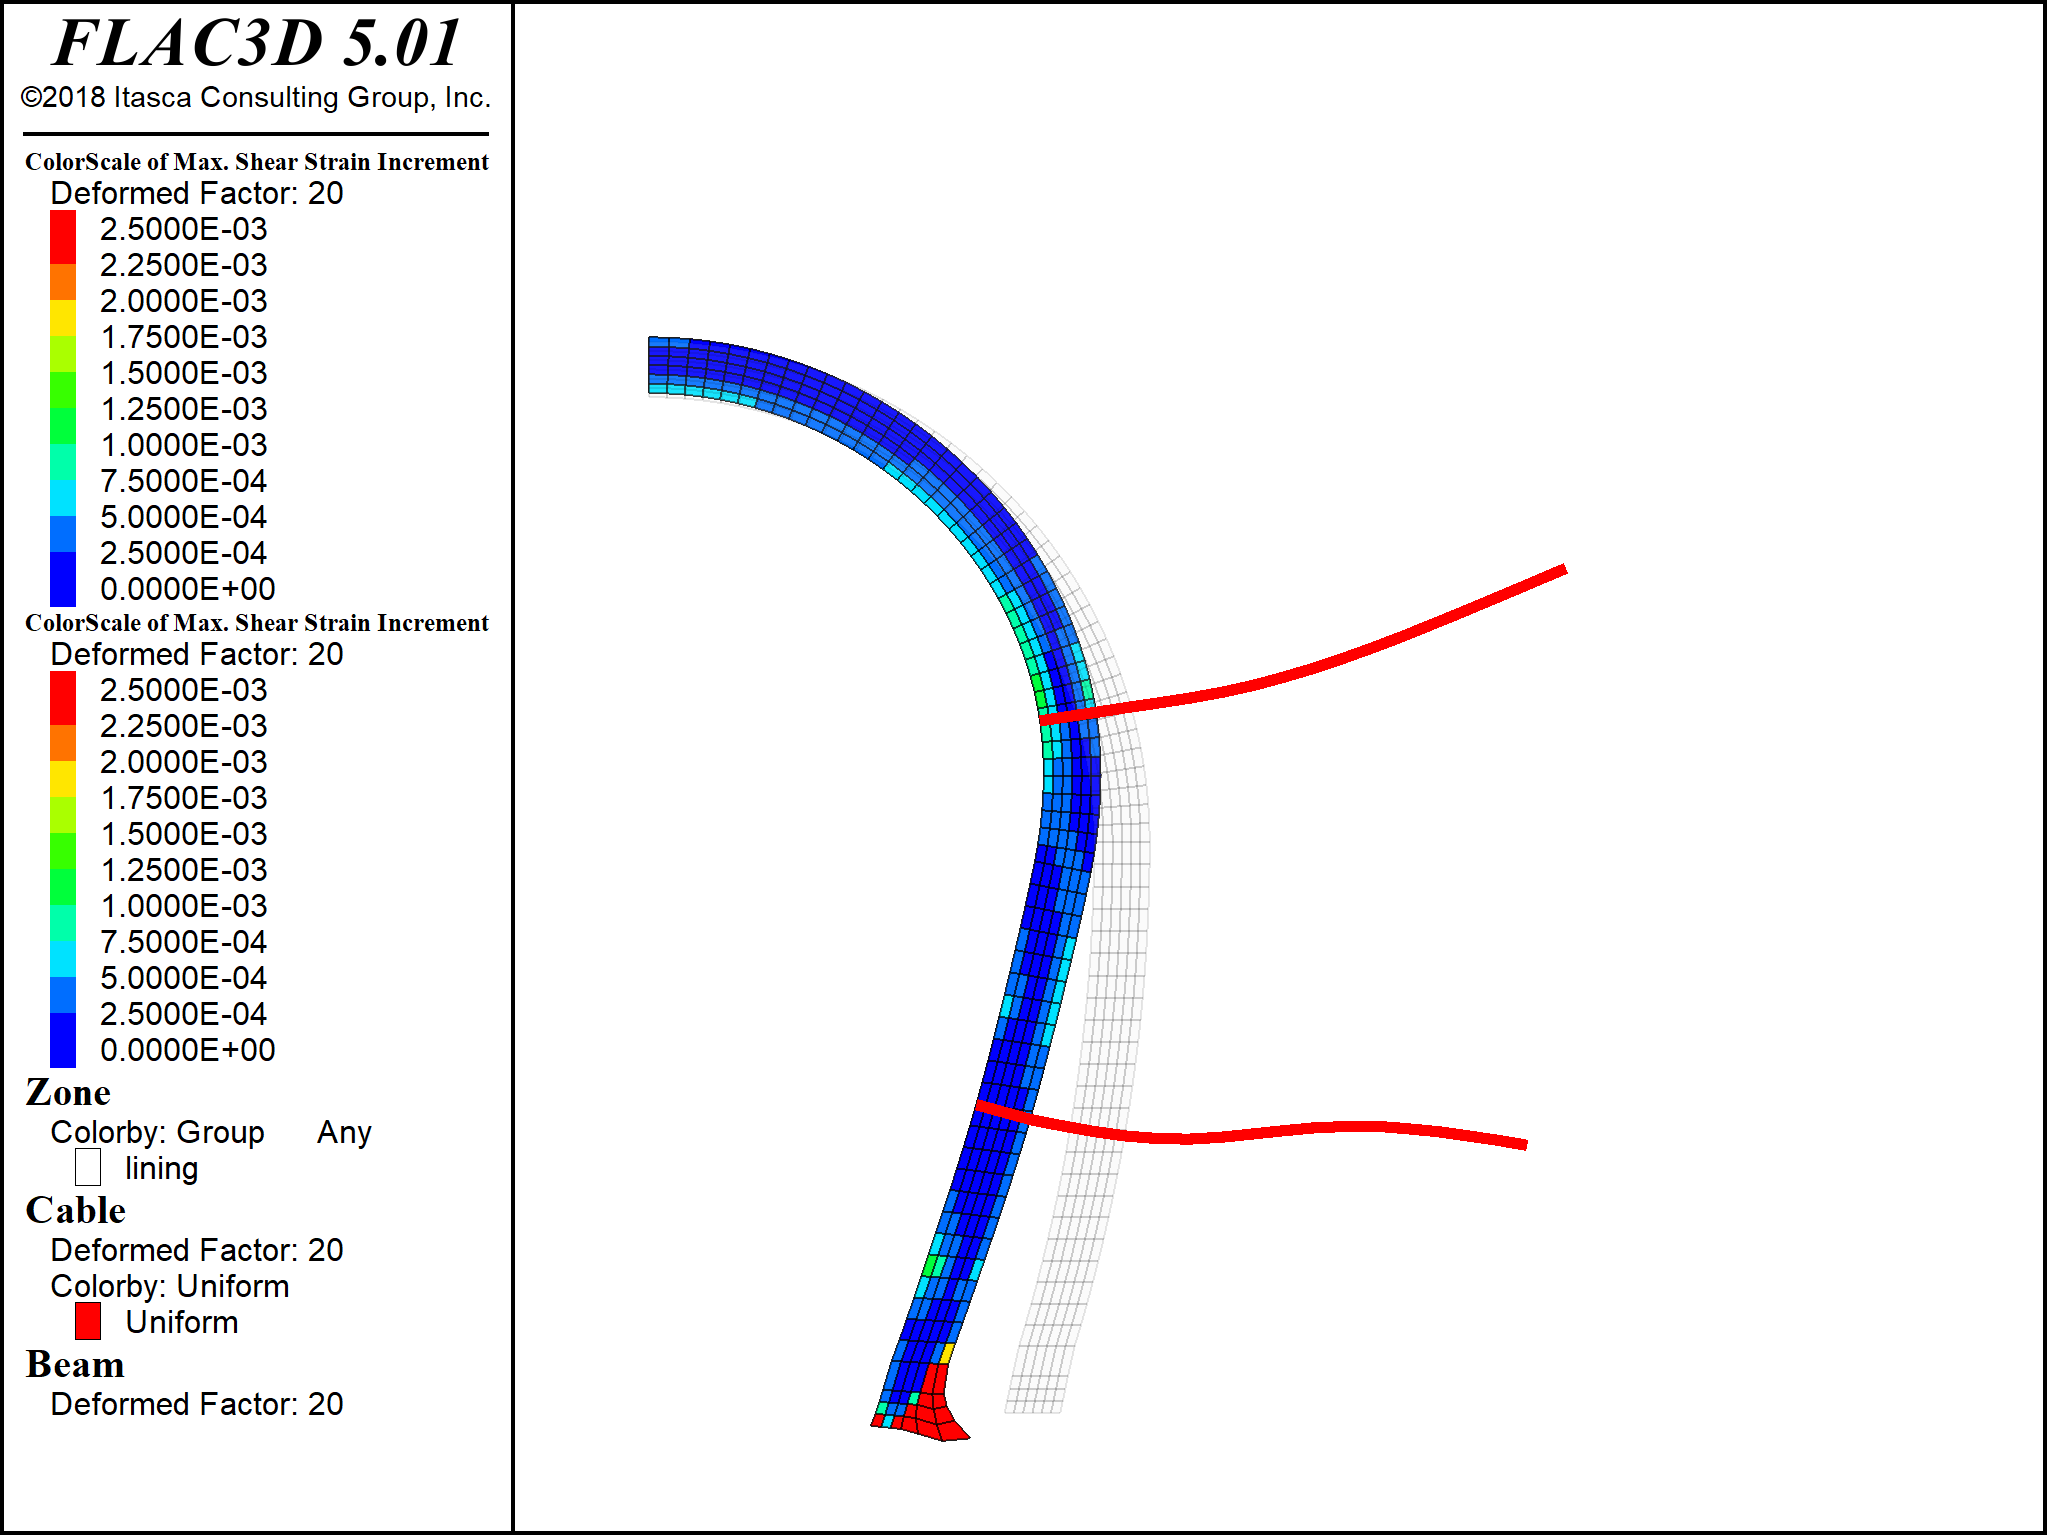 FLAC3D 5.01
©2018 Itasca Consulting Group, Inc.
ColorScale of Max. Shear Strain Increment
Deformed Factor: 20
2.5000E-03
2.2500E-03
2.0000E-03
1.7500E-03
1.5000E-03
1.2500E-03
1.0000E-03
7.5000E-04
5.0000E-04
2.5000E-04
0.0000E+00
ColorScale of Max. Shear Strain Increment
Deformed Factor: 20
2.5000E-03
2.2500E-03
2.0000E-03
1.7500E-03
1.5000E-03
1.2500E-03
1.0000E-03
7.5000E-04
5.0000E-04
2.5000E-04
0.0000E+00
Zone
Colorby: Group Any
lining
Cable
Deformed Factor: 20
Colorby: Uniform
Uniform
Beam
Deformed Factor: 20